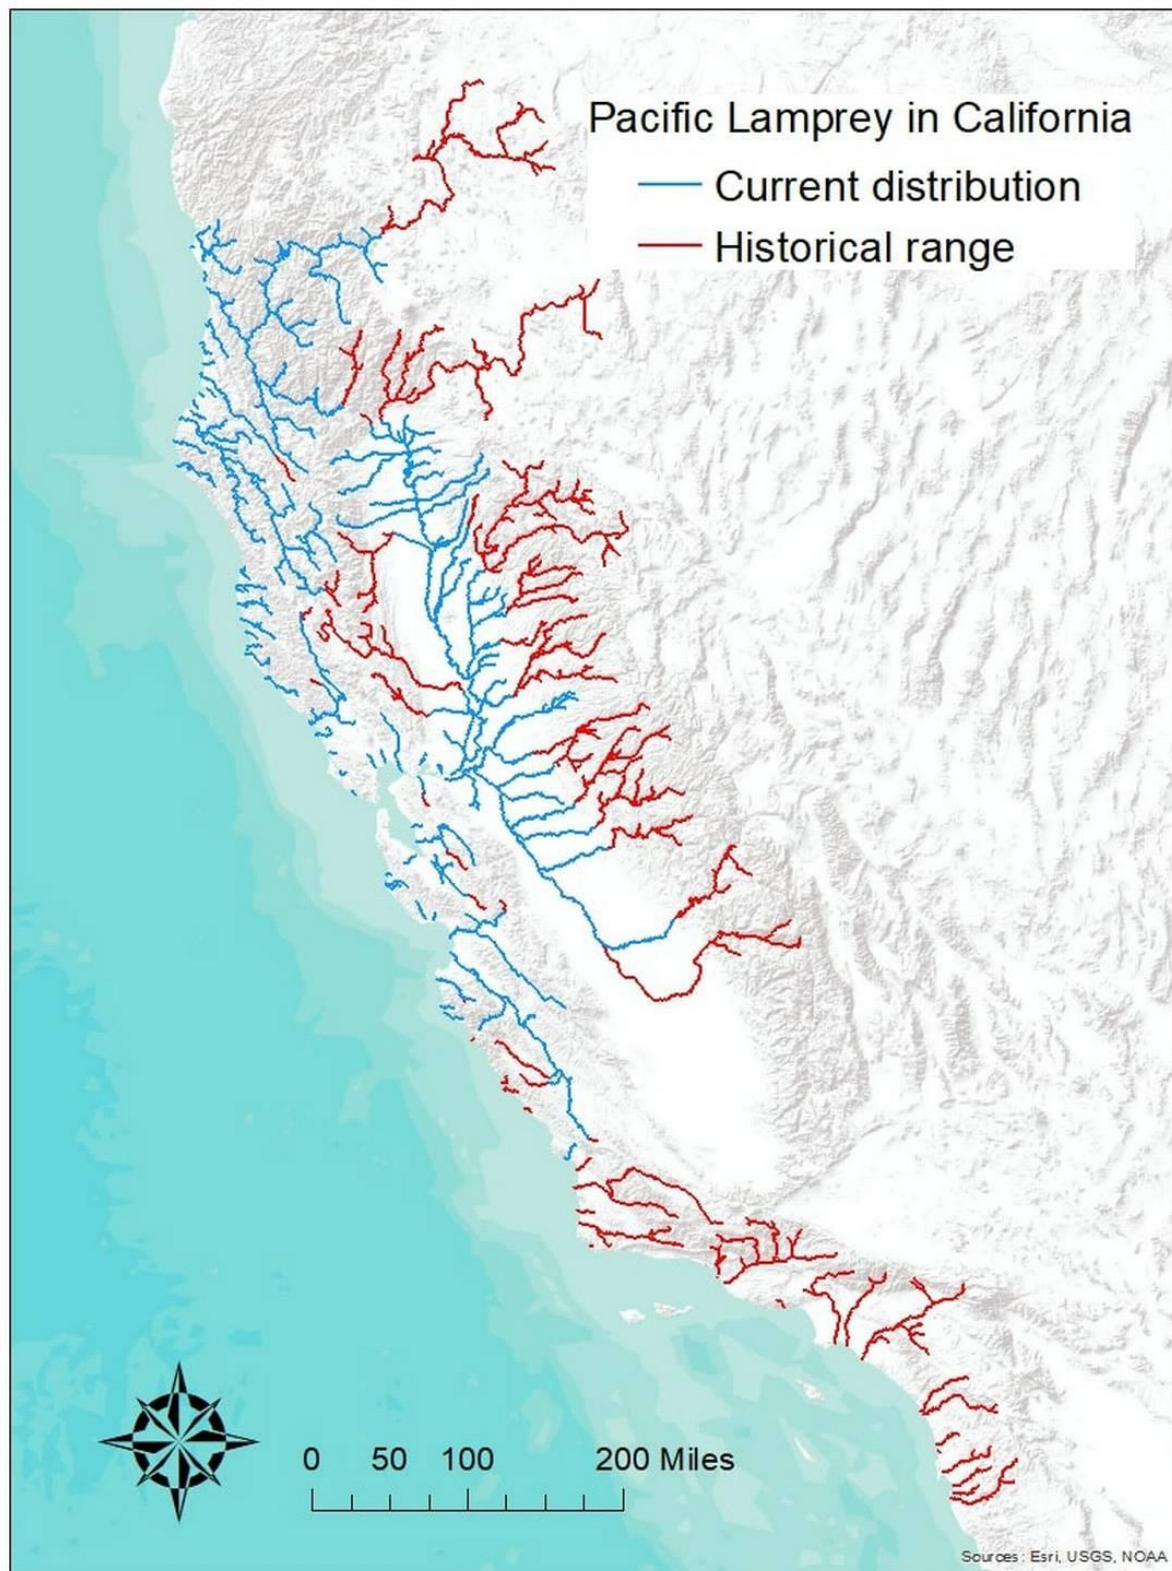 Pacific Lamprey in California
Current distribution
Historical range
0 50 100 200 Miles
Sources: Esri, USGS, NOAA